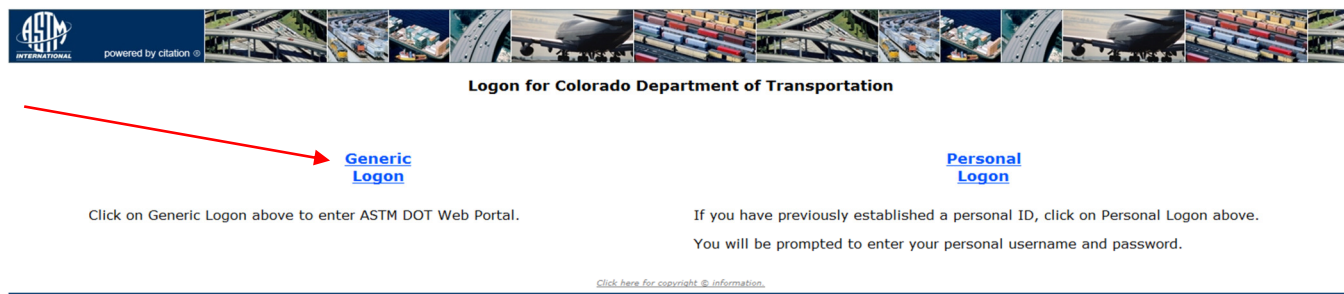 ASTM
INTERNATIONAL
powered by citation ®
Logon for Colorado Department of Transportation
Generic
Logon
Click on Generic Logon above to enter ASTM DOT Web Portal.
Personal
Logon
If you have previously established a personal ID, click on Personal Logon above.
You will be prompted to enter your personal username and password.
Click here for copyright © information.